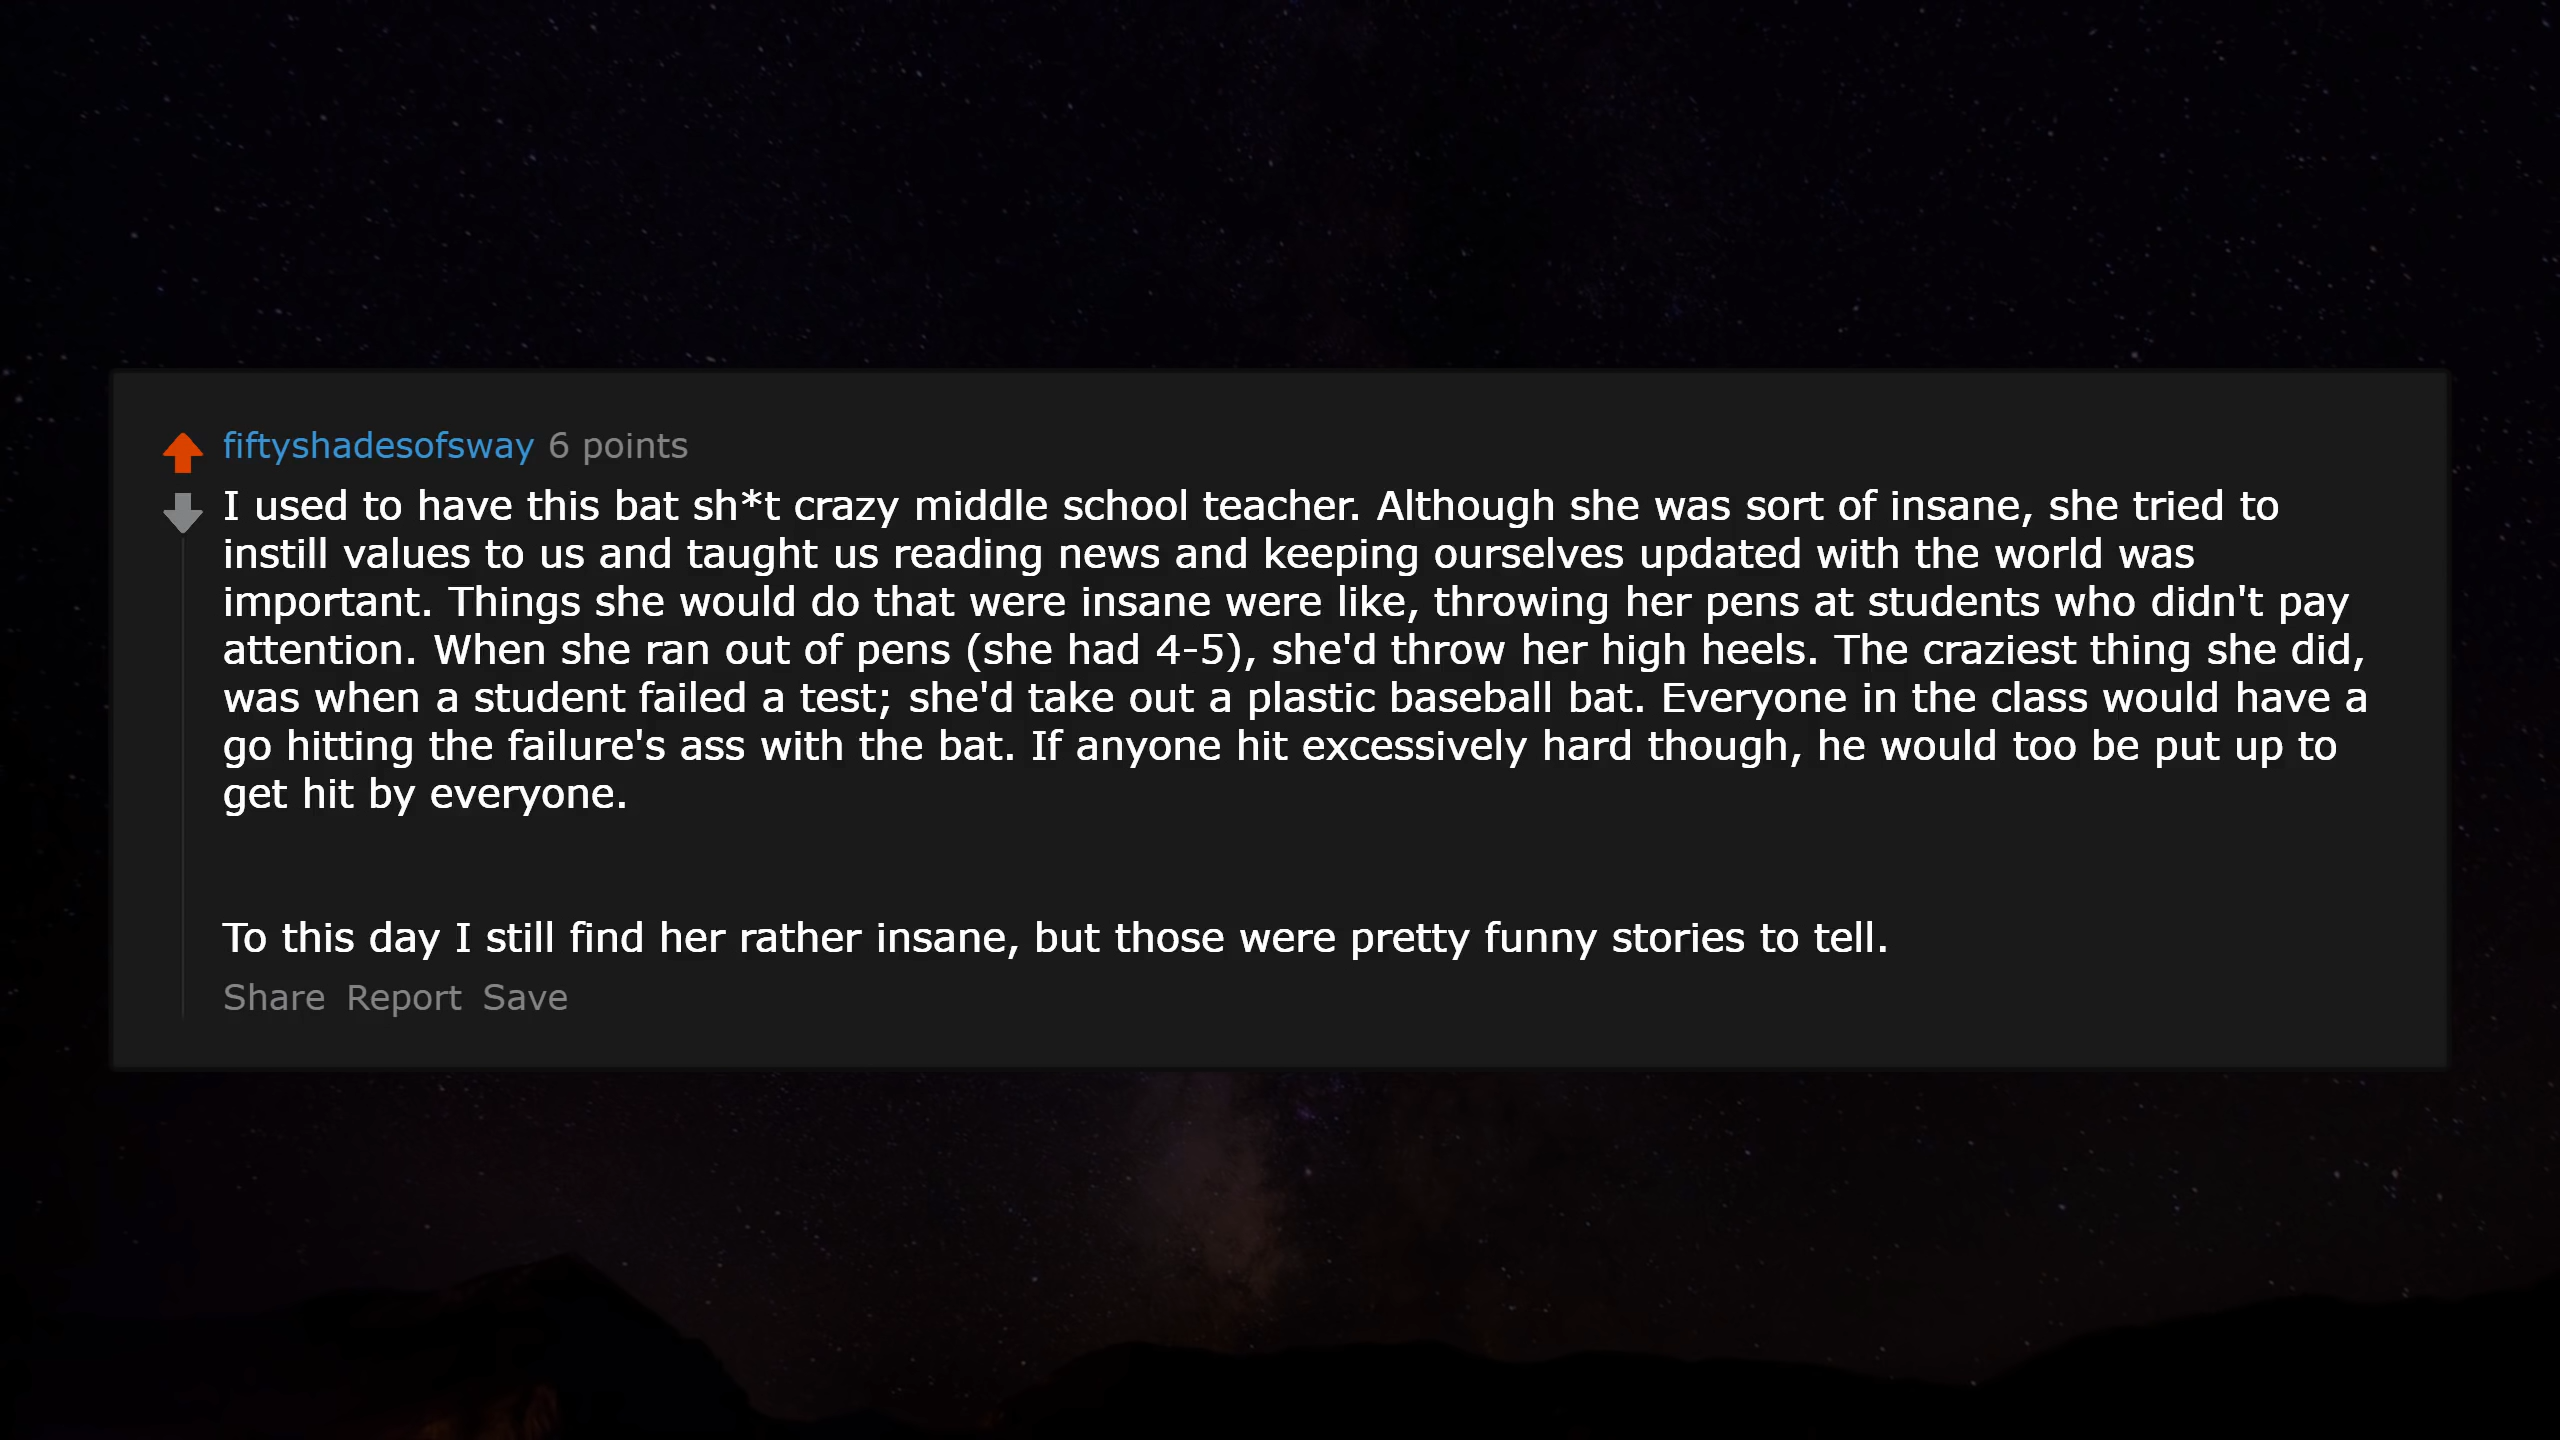 fiftyshadesofsway 6 points
I used to have this bat sh*t crazy middle school teacher. Although she was sort of insane, she tried to
instill values to us and taught us reading news and keeping ourselves updated with the world was
important. Things she would do that were insane were like, throwing her pens at students who didn't pay
attention. When she ran out of pens (she had 4-5), she'd throw her high heels. The craziest thing she did,
was when a student failed a test; she'd take out a plastic baseball bat. Everyone in the class would have a
go hitting the failure's ass with the bat. If anyone hit excessively hard though, he would too be put up to
get hit by everyone.
To this day I still find her rather insane, but those were pretty funny stories to tell.
Share Report Save